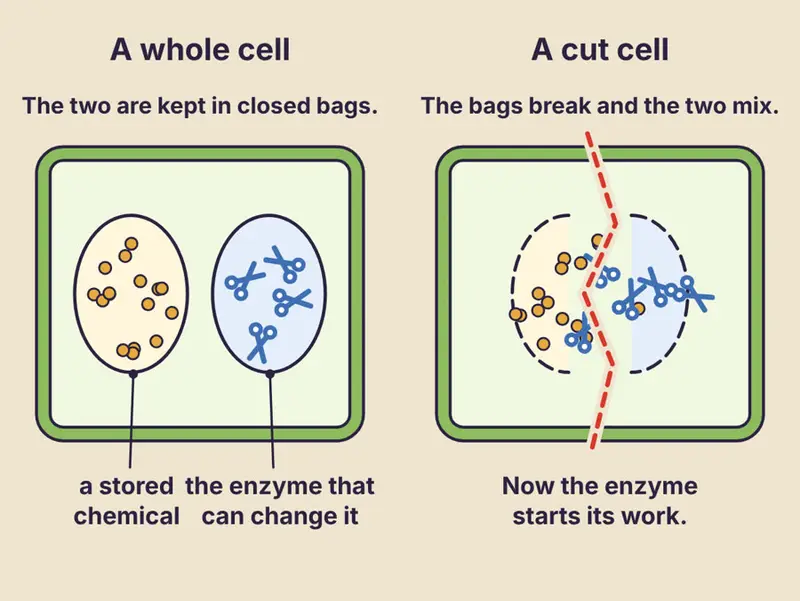 A whole cell
The two are kept in closed bags.
a stored
chemical
the enzyme that
can change it
A cut cell
The bags break and the two mix.
Now the enzyme
starts its work.